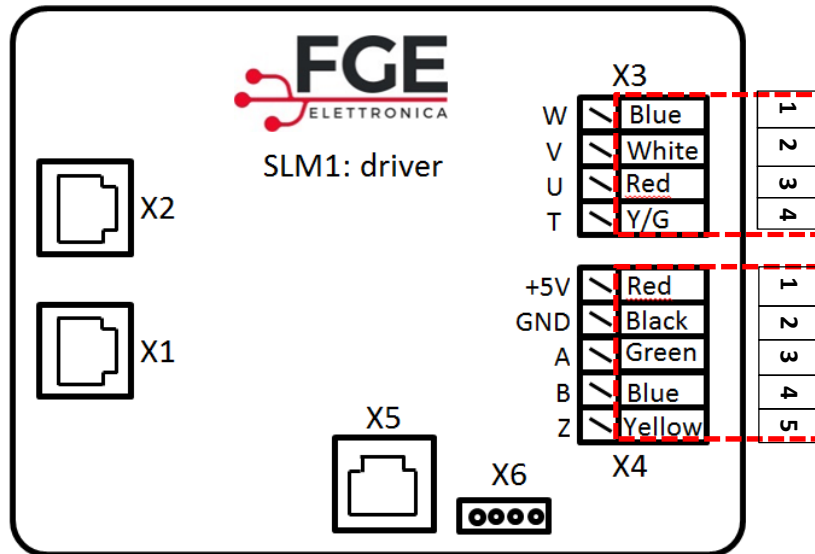 FGE
ELETTRONICA
SLM1: driver
X3
W Blue 1
V White 2
U Red 3
T Y/G 4
X2
+5V Red 1
GND Black 2
A Green 3
B Blue 4
Z Yellow 5
X4
X1
X5
X6